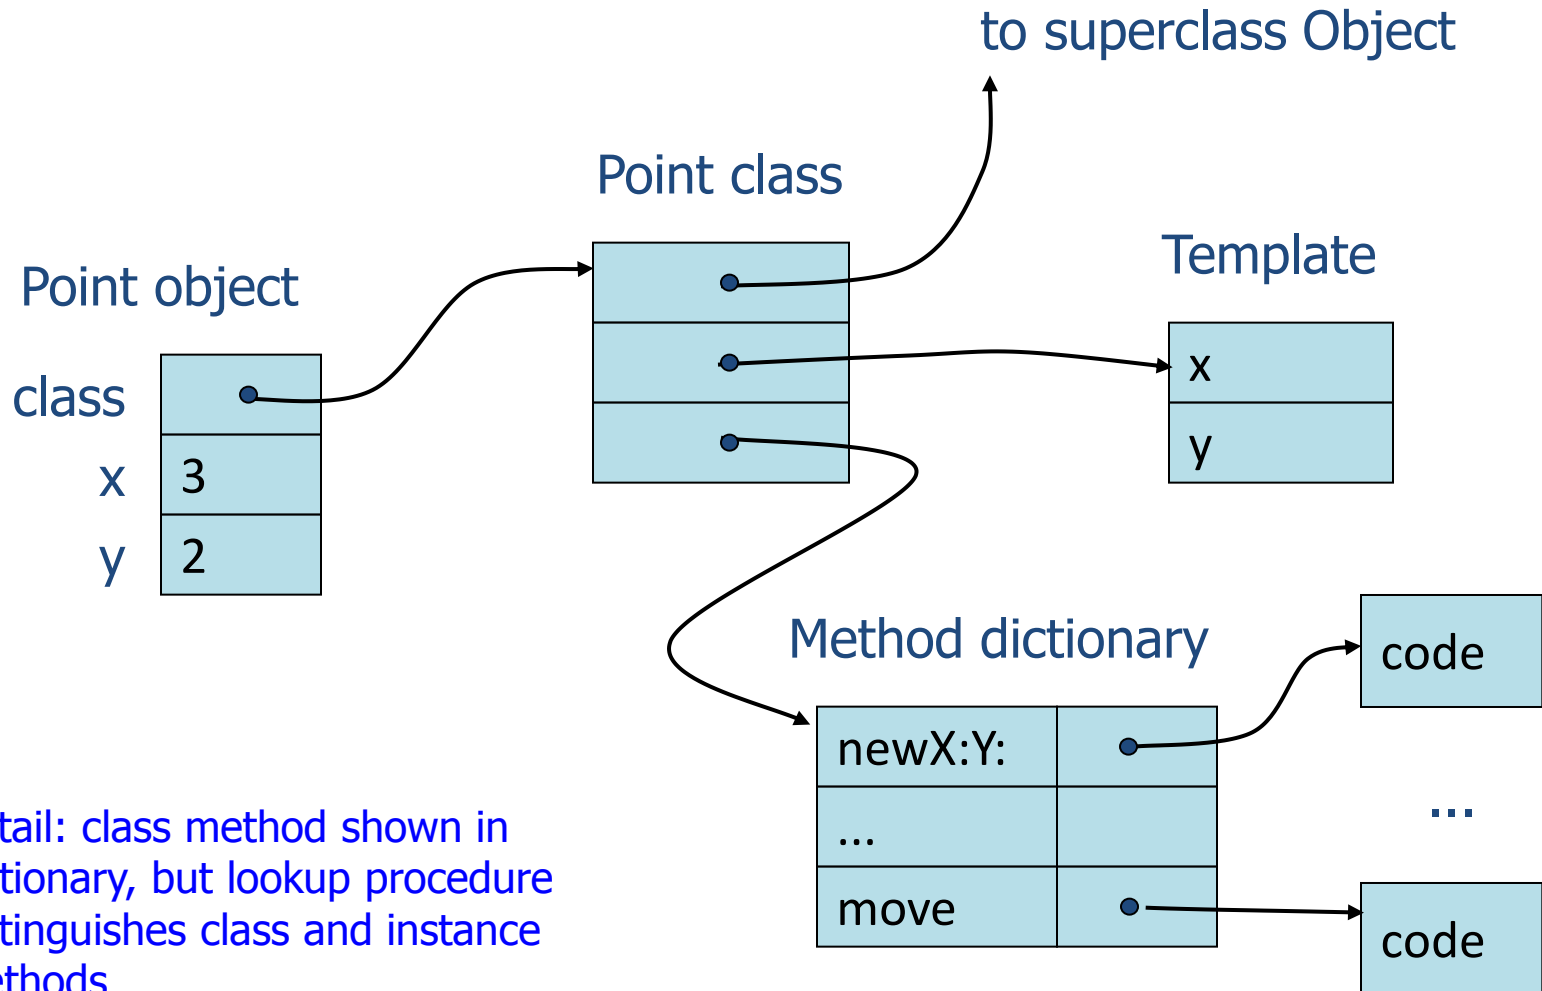 to superclass Object
Point class
Template
Point object
class
x
3
y
2
x
y
Method dictionary
code
newX:Y:
...
...
move
code
tail: class method shown in
tionary, but lookup procedure
tinguishes class and instance
ethods